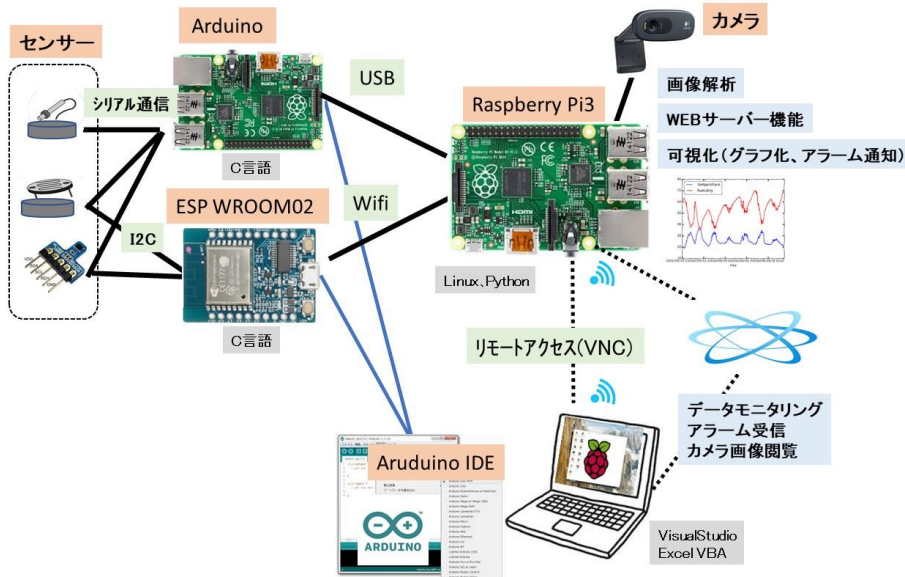 センサー
Arduino
カメラ
シリアル通信
USB
Raspberry Pi3
画像解析
WEBサーバー機能
可視化(グラフ化、アラーム通知)
C言語
ESP WROOM02
Wifi
I2C
HDMI
Temperature
humidity
Time
Linux、Python
C言語
リモートアクセス(VNC)
データモニタリング
アラーム受信
カメラ画像閲覧
Aruduino IDE
ARDUINO
VisualStudio
Excel VBA